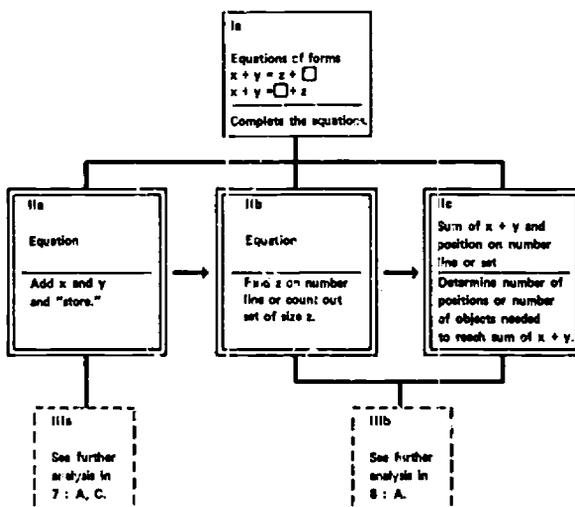 Ia
Equations of forms
x + y = z + □
x + y = □ + z
Complete the equations.
IIa
Equation
Add x and y
and "store."
IIb
Equation
Find z on number
line or count out
set of size z.
IIc
Sum of x + y and
position on number
line or set
Determine number of
positions or number
of objects needed
to reach sum of x + y.
IIIa
See further
analysis in
7 : A, C.
IIIb
See further
analysis in
6 : A.